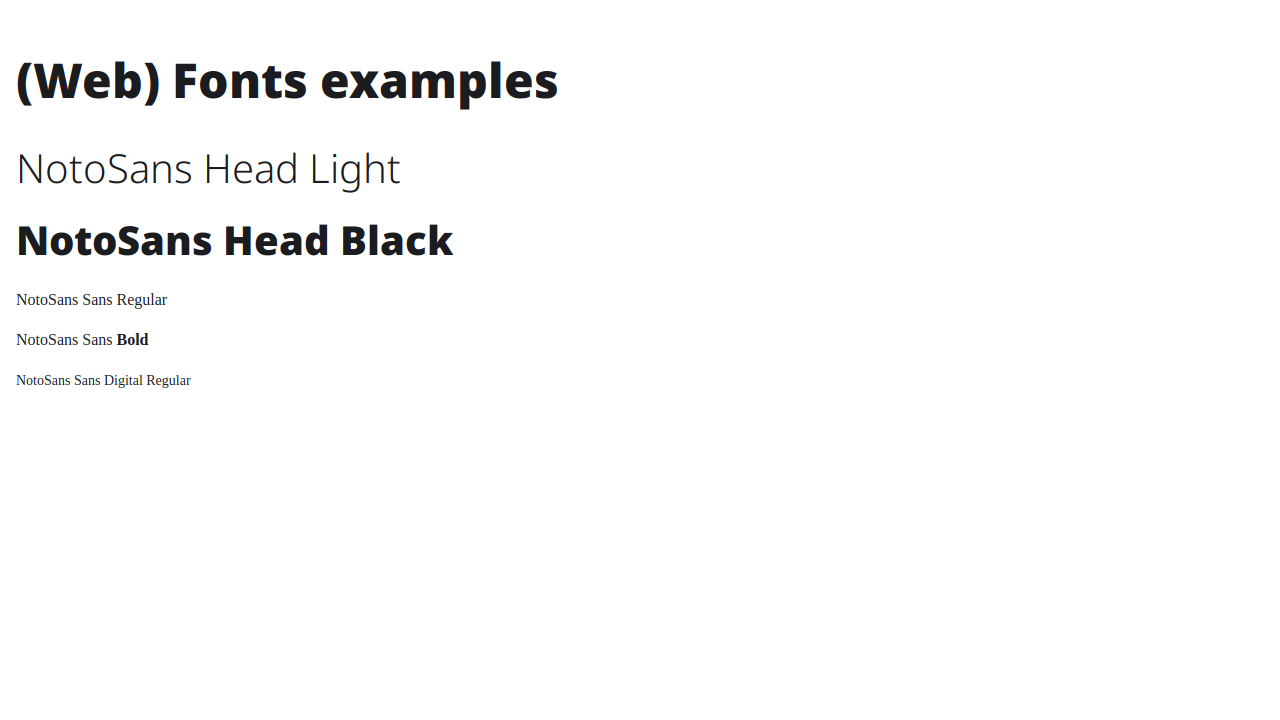 (Web) Fonts examples
NotoSans Head Light
NotoSans Head Black
NotoSans Sans Regular
NotoSans Sans Bold
NotoSans Sans Digital Regular